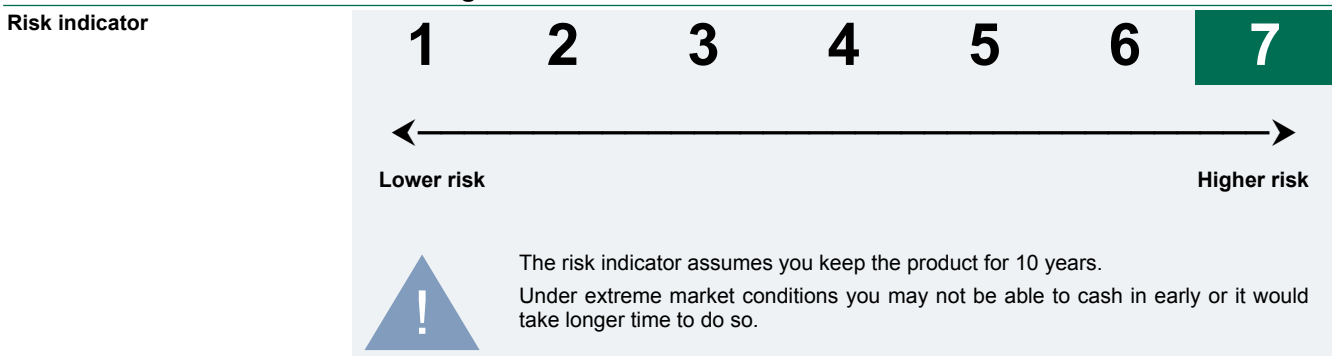 Risk indicator
1 2 3 4 5 6 7
Lower risk Higher risk
!
The risk indicator assumes you keep the product for 10 years.
Under extreme market conditions you may not be able to cash in early or it would
take longer time to do so.